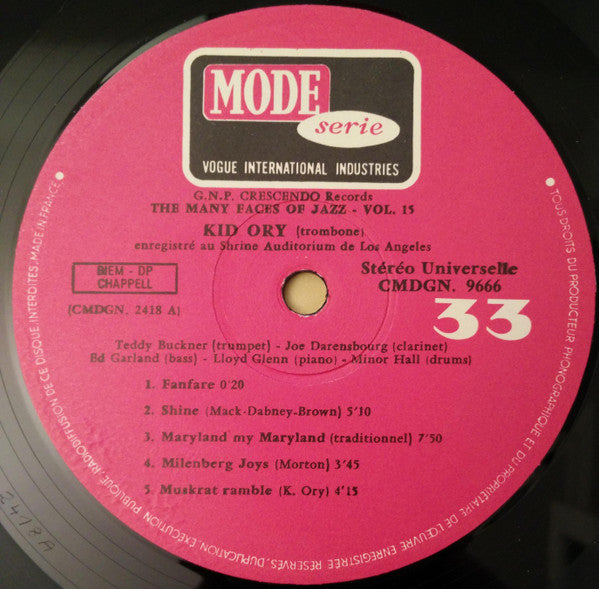 MODE
serie
VOGUE INTERNATIONAL INDUSTRIES
G.N.P. CRESCENDO Records
THE MANY FACES OF JAZZ - VOL. 15
KID ORY (trombone)
enregistré au Shrine Auditorium de Los Angeles
BIEM - DP
CHAPPELL
(CMDGN. 2418 A)
Stéréo Universelle
CMDGN. 9666
33
Teddy Buckner (trumpet) - Joe Darensbourg (clarinet)
Ed Garland (bass) - Lloyd Glenn (piano) - Minor Hall (drums)
1. Fanfare 0'20
2. Shine (Mack-Dabney-Brown) 5'10
3. Maryland my Maryland (traditionnel) 7'50
4. Milenberg Joys (Morton) 3'45
5. Muskrat ramble (K. Ory) 4'15
• TOUS DROITS DU PRODUCTEUR PHONOGRAPHIQUE ET DU PROPRIETAIRE DE L'ŒUVRE ENREGISTRÉE RESERVÉS. DUPLICATION, EXECUTION PUBLIQUE, RADIODIFFUSION DE CE DISQUE INTERDITES. MADE IN FRANCE •
2418A